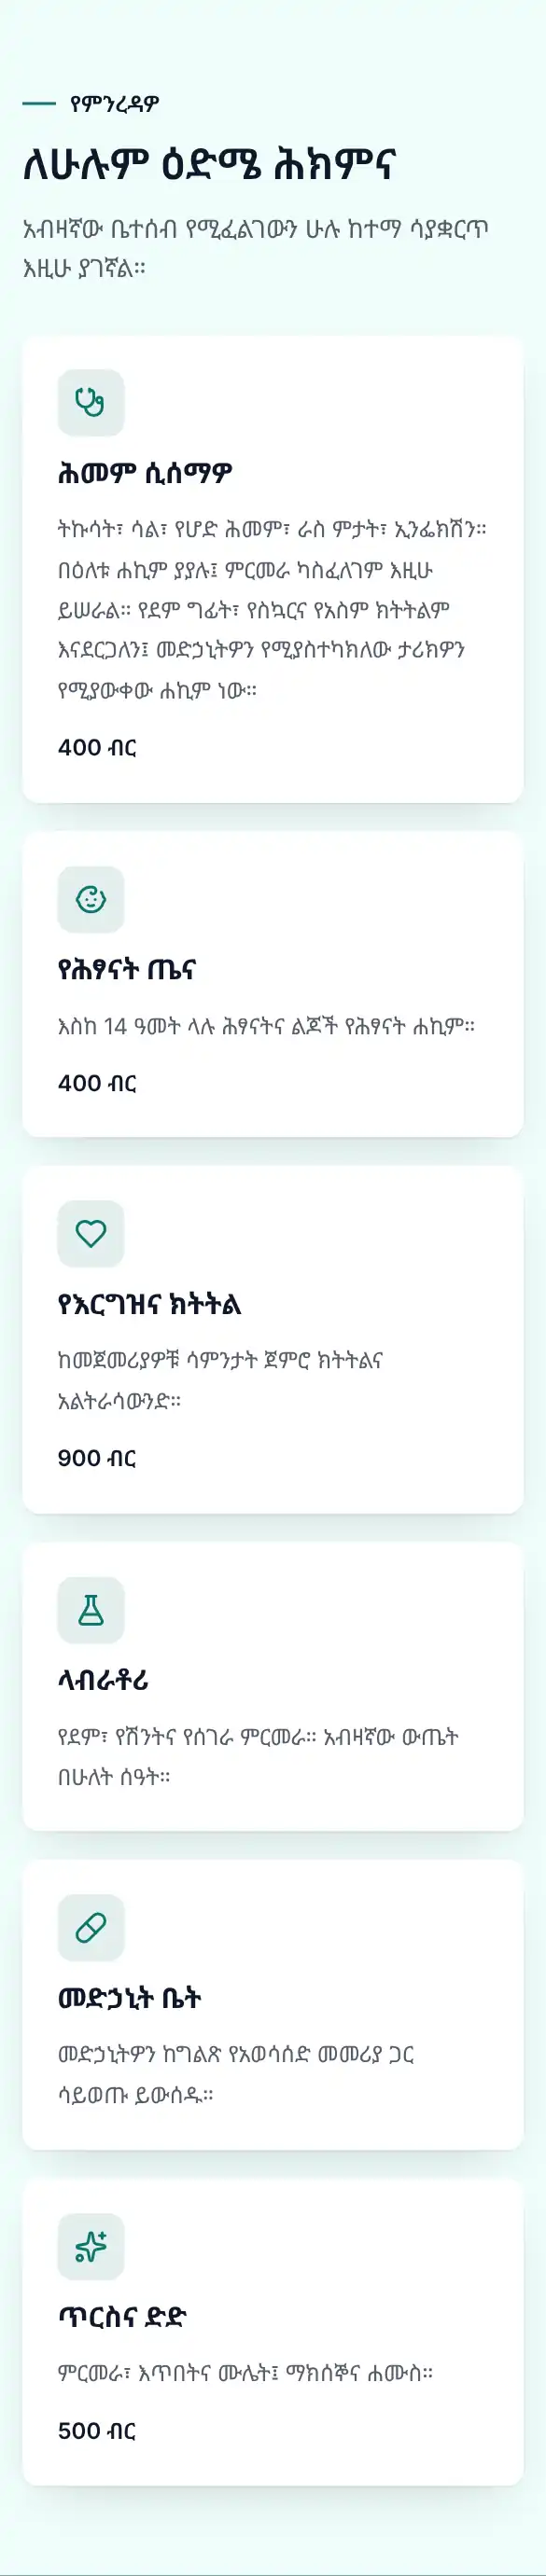 የምንረዳዎ
ለሁሉም ዕድሜ ሕክምና
አብዛኛው ቤተሰብ የሚፈልገውን ሁሉ ከተማ ሳያቋርጥ
እዚሁ ያገኛል።
ሕመም ሲሰማዎ
ትኩሳት፣ ሳል፣ የሆድ ሕመም፣ ራስ ምታት፣ ኢንፌክሽን።
በዕለቱ ሐኪም ያያሉ፤ ምርመራ ካስፈለገም እዚሁ
ይሠራል። የደም ግፊት፣ የስኳርና የአስም ክትትልም
እናደርጋለን፤ መድኃኒትዎን የሚያስተካክለው ታሪክዎን
የሚያውቀው ሐኪም ነው።
400 ብር
የሕፃናት ጤና
እስከ 14 ዓመት ላሉ ሕፃናትና ልጆች የሕፃናት ሐኪም።
400 ብር
የእርግዝና ክትትል
ከመጀመሪያዎቹ ሳምንታት ጀምሮ ክትትልና
አልትራሳውንድ።
900 ብር
ላብራቶሪ
የደም፣ የሽንትና የሰገራ ምርመራ። አብዛኛው ውጤት
በሁለት ሰዓት።
መድኃኒት ቤት
መድኃኒትዎን ከግልጽ የአወሳሰድ መመሪያ ጋር
ሳይወጡ ይውሰዱ።
ጥርስና ድድ
ምርመራ፣ እጥበትና ሙሌት፤ ማክሰኞና ሐሙስ።
500 ብር